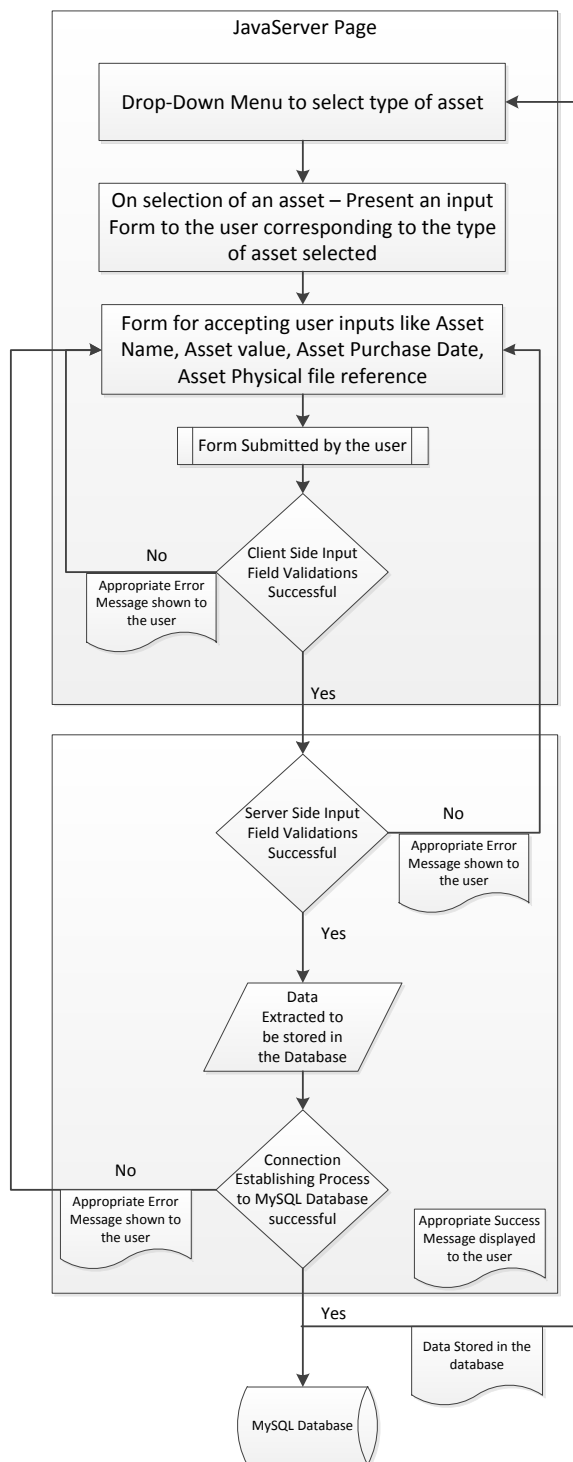 JavaServer Page
Drop-Down Menu to select type of asset
On selection of an asset – Present an input
Form to the user corresponding to the type
of asset selected
Form for accepting user inputs like Asset
Name, Asset value, Asset Purchase Date,
Asset Physical file reference
Form Submitted by the user
No
Client Side Input
Field Validations
Successful
Appropriate Error
Message shown to
the user
Yes
Server Side Input
Field Validations
Successful
No
Appropriate Error
Message shown to
the user
Yes
Data
Extracted to
be stored in
the Database
No
Connection
Establishing Process
to MySQL Database
successful
Appropriate Error
Message shown to
the user
Appropriate Success
Message displayed
to the user
Yes
Data Stored in the
database
MySQL Database